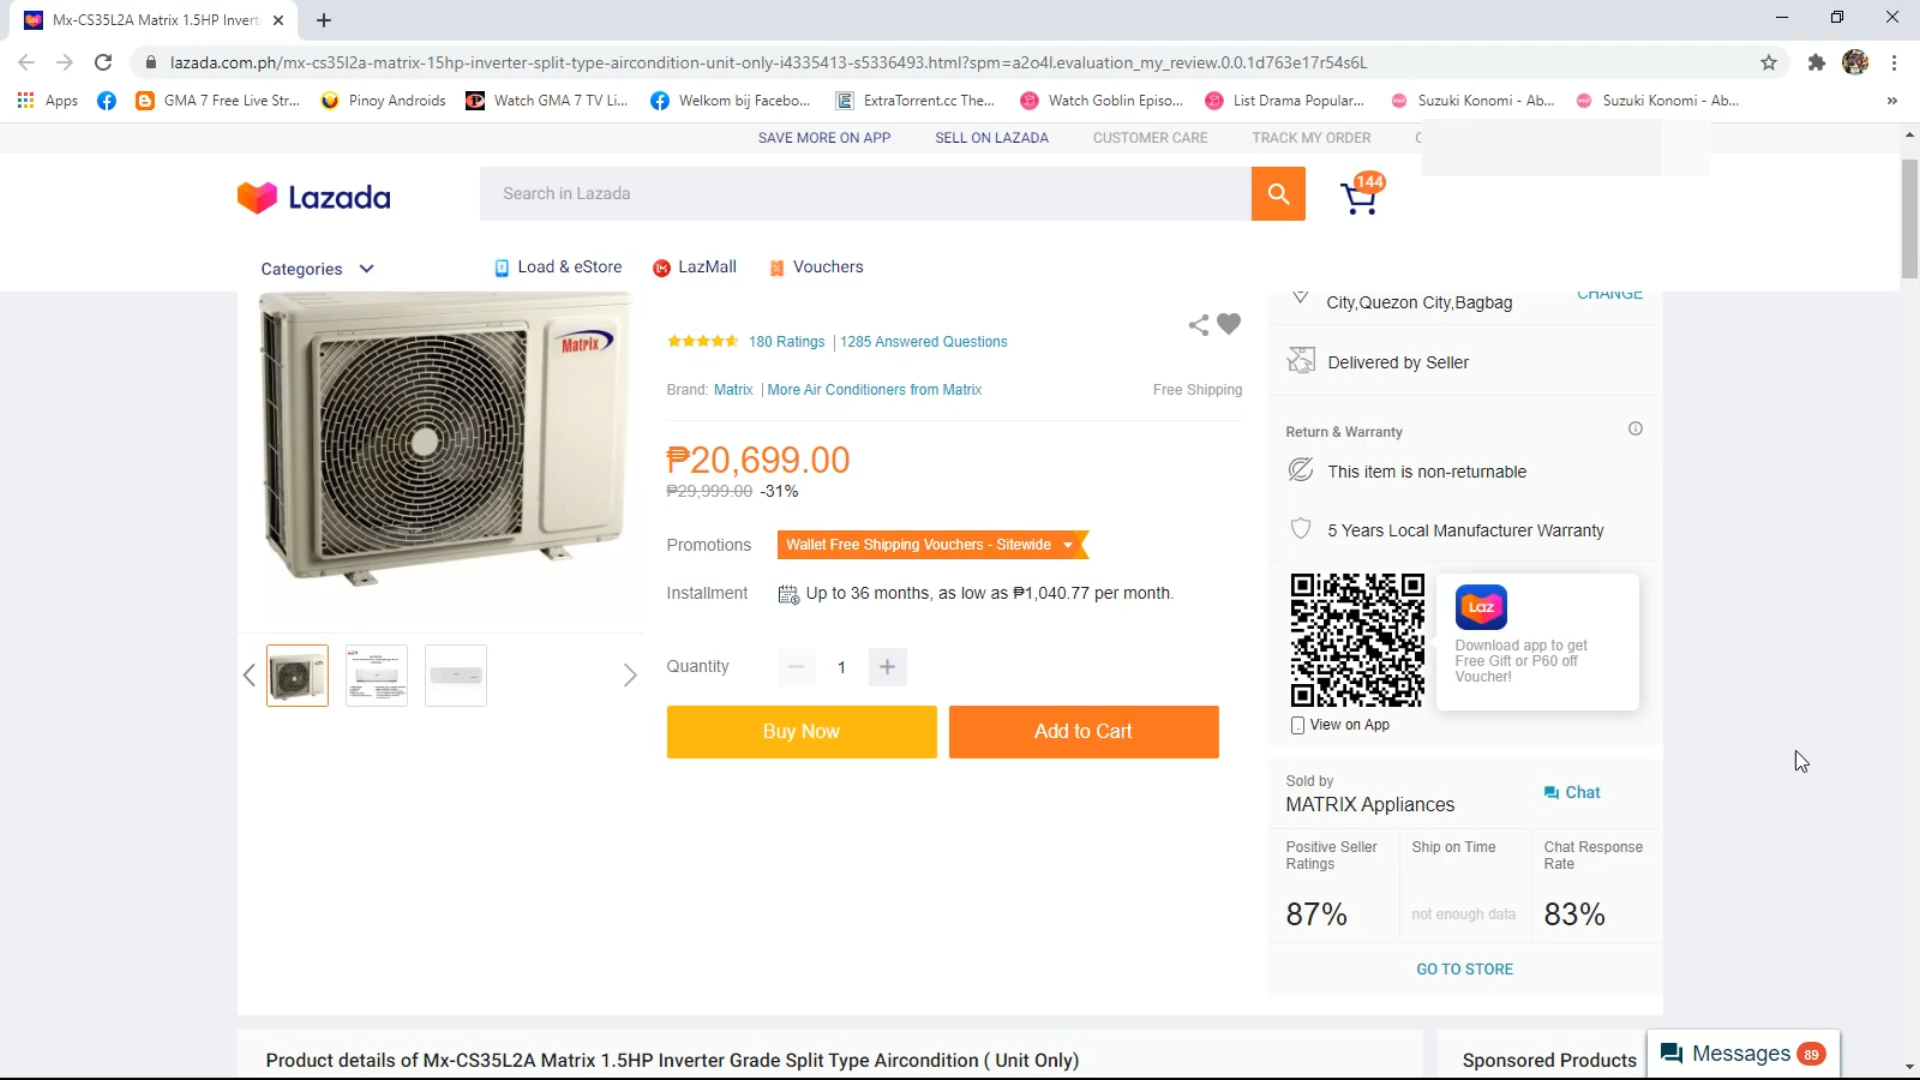 Mx-CS35L2A Matrix 1.5HP Invert
lazada.com.ph/mx-cs35l2a-matrix-15hp-inverter-split-type-aircondition-unit-only-i4335413-s5336493.html?spm=a2o4l.evaluation_my_review.0.0.1d763e17r54s6L
Apps GMA 7 Free Live Str... Pinoy Androids Watch GMA 7 TV Li... Welkom bij Facebo... ExtraTorrent.cc The... Watch Goblin Episo... List Drama Popular... Suzuki Konomi - Ab... Suzuki Konomi - Ab... »
SAVE MORE ON APP SELL ON LAZADA CUSTOMER CARE TRACK MY ORDER
Lazada Search in Lazada 144
Categories Load & eStore LazMall Vouchers
City,Quezon City,Bagbag CHANGE
Matrix
180 Ratings | 1285 Answered Questions
Delivered by Seller
Brand: Matrix | More Air Conditioners from Matrix Free Shipping
Return & Warranty
₱20,699.00
This item is non-returnable
₱29,999.00 -31%
5 Years Local Manufacturer Warranty
Promotions Wallet Free Shipping Vouchers - Sitewide
Installment Up to 36 months, as low as ₱1,040.77 per month.
Laz
Download app to get
Free Gift or P60 off
Voucher!
Quantity − 1 +
View on App
Buy Now Add to Cart
Sold by
MATRIX Appliances Chat
Positive Seller Ratings Ship on Time Chat Response Rate
87% not enough data 83%
GO TO STORE
Product details of Mx-CS35L2A Matrix 1.5HP Inverter Grade Split Type Aircondition ( Unit Only) Sponsored Products
Messages 89